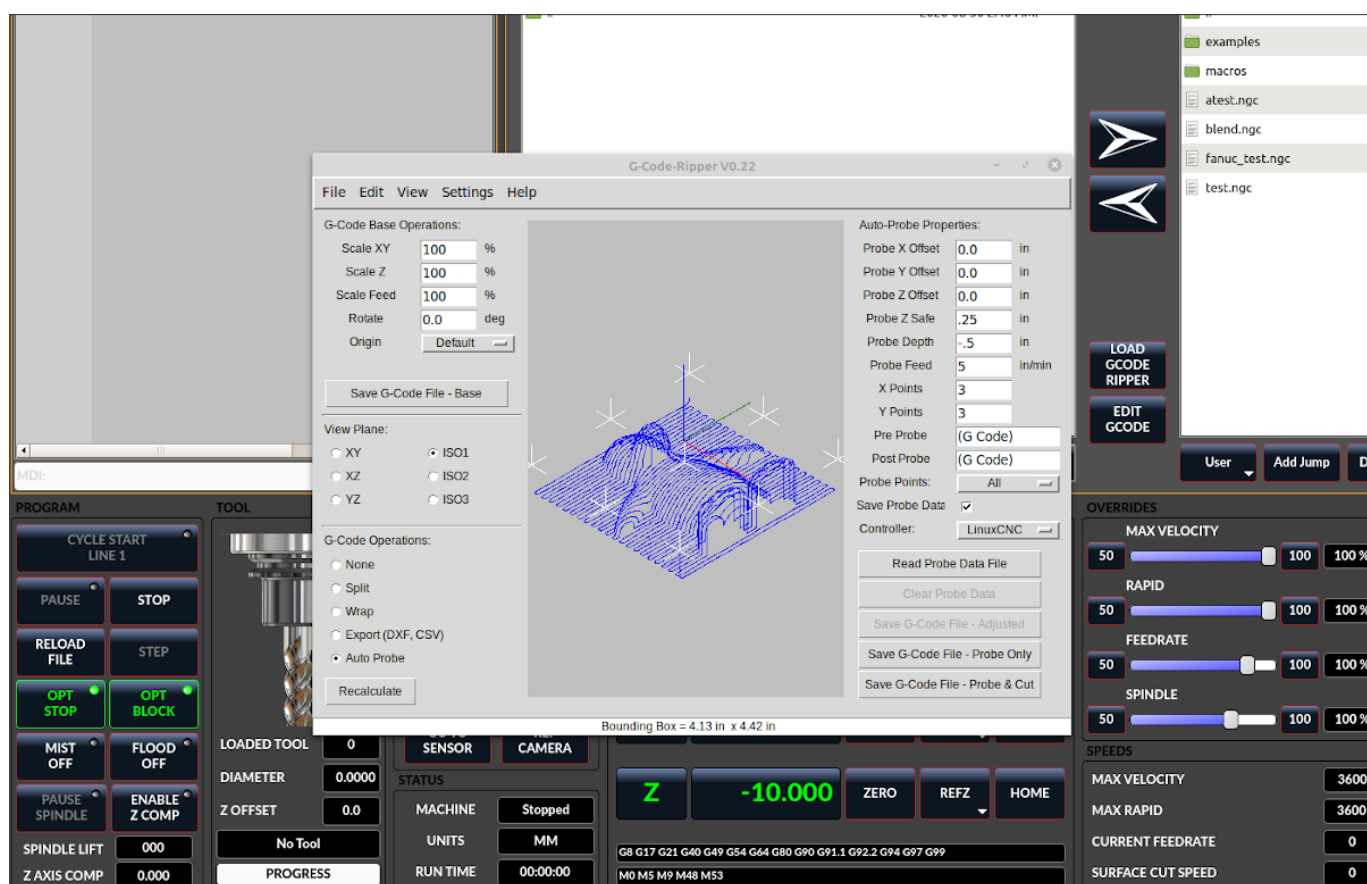 examples
macros
atest.ngc
blend.ngc
fanuc_test.ngc
test.ngc
G-Code-Ripper V0.22
File Edit View Settings Help
G-Code Base Operations:
Scale XY 100 %
Scale Z 100 %
Scale Feed 100 %
Rotate 0.0 deg
Origin Default
Save G-Code File - Base
View Plane:
XY ISO1
XZ ISO2
YZ ISO3
G-Code Operations:
None
Split
Wrap
Export (DXF, CSV)
Auto Probe
Recalculate
Auto-Probe Properties:
Probe X Offset 0.0 in
Probe Y Offset 0.0 in
Probe Z Offset 0.0 in
Probe Z Safe .25 in
Probe Depth -.5 in
Probe Feed 5 in/min
X Points 3
Y Points 3
Pre Probe (G Code)
Post Probe (G Code)
Probe Points: All
Save Probe Data
Controller: LinuxCNC
Read Probe Data File
Clear Probe Data
Save G-Code File - Adjusted
Save G-Code File - Probe Only
Save G-Code File - Probe & Cut
Bounding Box = 4.13 in x 4.42 in
LOAD
GCODE
RIPPER
EDIT
GCODE
User Add Jump
MDI:
PROGRAM
CYCLE START
LINE 1
PAUSE STOP
RELOAD
FILE
STEP
OPT
STOP
OPT
BLOCK
MIST
OFF
FLOOD
OFF
PAUSE
SPINDLE
ENABLE
Z COMP
SPINDLE LIFT 000
Z AXIS COMP 0.000
TOOL
LOADED TOOL 0
DIAMETER 0.0000
Z OFFSET 0.0
No Tool
PROGRESS
SENSOR
CAMERA
STATUS
MACHINE Stopped
UNITS MM
RUN TIME 00:00:00
Z -10.000 ZERO REFZ HOME
G8 G17 G21 G40 G49 G54 G64 G80 G90 G91.1 G92.2 G94 G97 G99
M0 M5 M9 M48 M53
OVERRIDES
MAX VELOCITY
50 100 100 %
RAPID
50 100 100 %
FEEDRATE
50 100 100 %
SPINDLE
50 100 100 %
SPEEDS
MAX VELOCITY 3600
MAX RAPID 3600
CURRENT FEEDRATE 0
SURFACE CUT SPEED 0